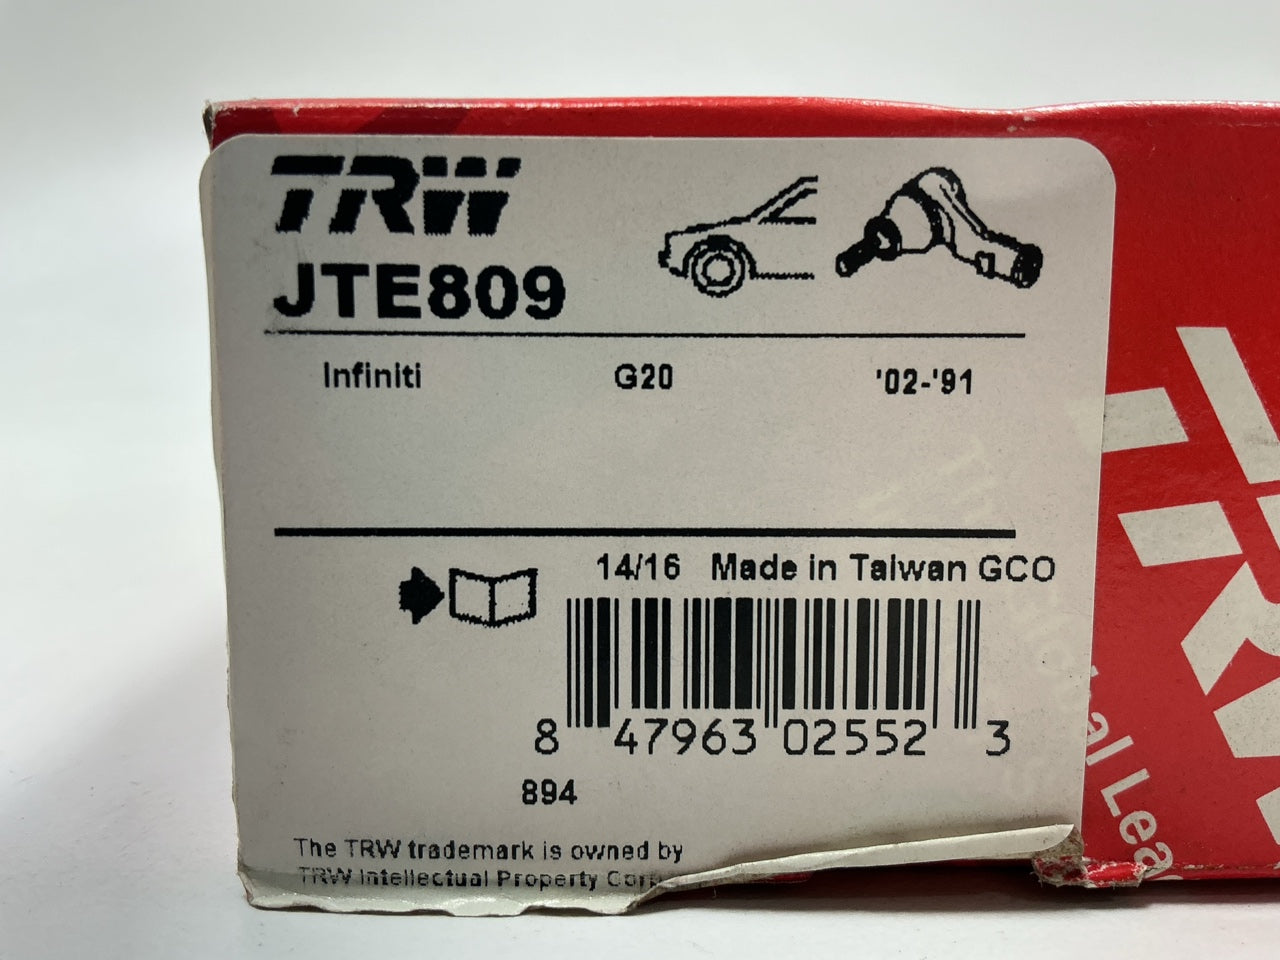 TRW
JTE809
Infiniti G20 '02-'91
14/16 Made in Taiwan GCO
8 47963 02552 3
894
The TRW trademark is owned by
TRW Intellectual Property Corp
TRW